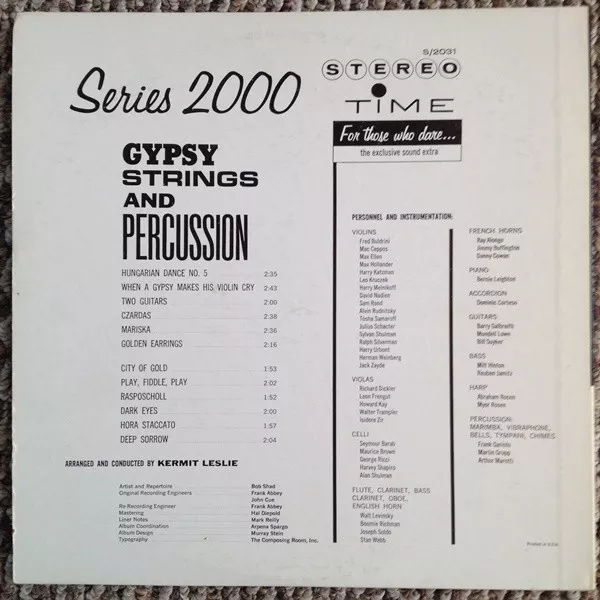 S/2031
STEREO
TIME
For those who dare...
the exclusive sound extra
Series 2000
GYPSY
STRINGS
AND
PERCUSSION
HUNGARIAN DANCE NO. 5 2:35
WHEN A GYPSY MAKES HIS VIOLIN CRY 2:43
TWO GUITARS 2:00
CZARDAS 2:38
MARISKA 2:36
GOLDEN EARRINGS 2:16
CITY OF GOLD 1:53
PLAY, FIDDLE, PLAY 2:02
RASPOSCHOLL 1:52
DARK EYES 2:00
HORA STACCATO 1:57
DEEP SORROW 2:04
ARRANGED AND CONDUCTED BY KERMIT LESLIE
Artist and Repertoire Bob Shad
Original Recording Engineers Frank Abbey
John Cue
Re-Recording Engineer Frank Abbey
Mastering Hal Diepold
Liner Notes Mark Reilly
Album Coordination Arpena Spargo
Album Design Murray Stein
Typography The Composing Room, Inc.
PERSONNEL AND INSTRUMENTATION:
VIOLINS
Fred Buldrini
Mac Ceppos
Max Ellen
Max Hollander
Harry Katzman
Leo Kruczek
Harry Melnikoff
David Nadien
Sam Rand
Alvin Rudnitsky
Tosha Samaroff
Julius Schacter
Sylvan Shulman
Ralph Silverman
Harry Urbont
Herman Weinberg
Jack Zayde
VIOLAS
Richard Dickler
Leon Frengut
Howard Kay
Walter Trampler
Isidore Zir
CELLI
Seymour Barab
Maurice Brown
George Ricci
Harvey Shapiro
Alan Shulman
FLUTE, CLARINET, BASS
CLARINET, OBOE,
ENGLISH HORN
Walt Levinsky
Boomie Richman
Joseph Soldo
Stan Webb
FRENCH HORNS
Ray Alonge
Jimmy Buffington
Sunny Gowan
PIANO
Bernie Leighton
ACCORDION
Dominic Cortese
GUITARS
Barry Galbraith
Mundell Lowe
Bill Suyker
BASS
Milt Hinton
Reuben Jamitz
HARP
Abraham Rosen
Myor Rosen
PERCUSSION:
MARIMBA, VIBRAPHONE,
BELLS, TYMPANI, CHIMES
Frank Garisto
Martin Grupp
Arthur Marotti